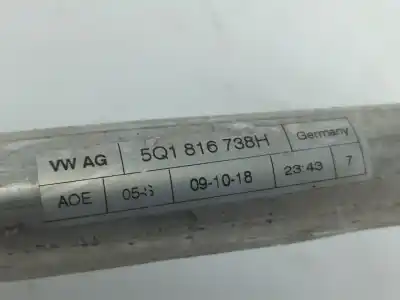 VW AG 5Q1 816 738H Germany
AOE 09-10-18 23:43 7